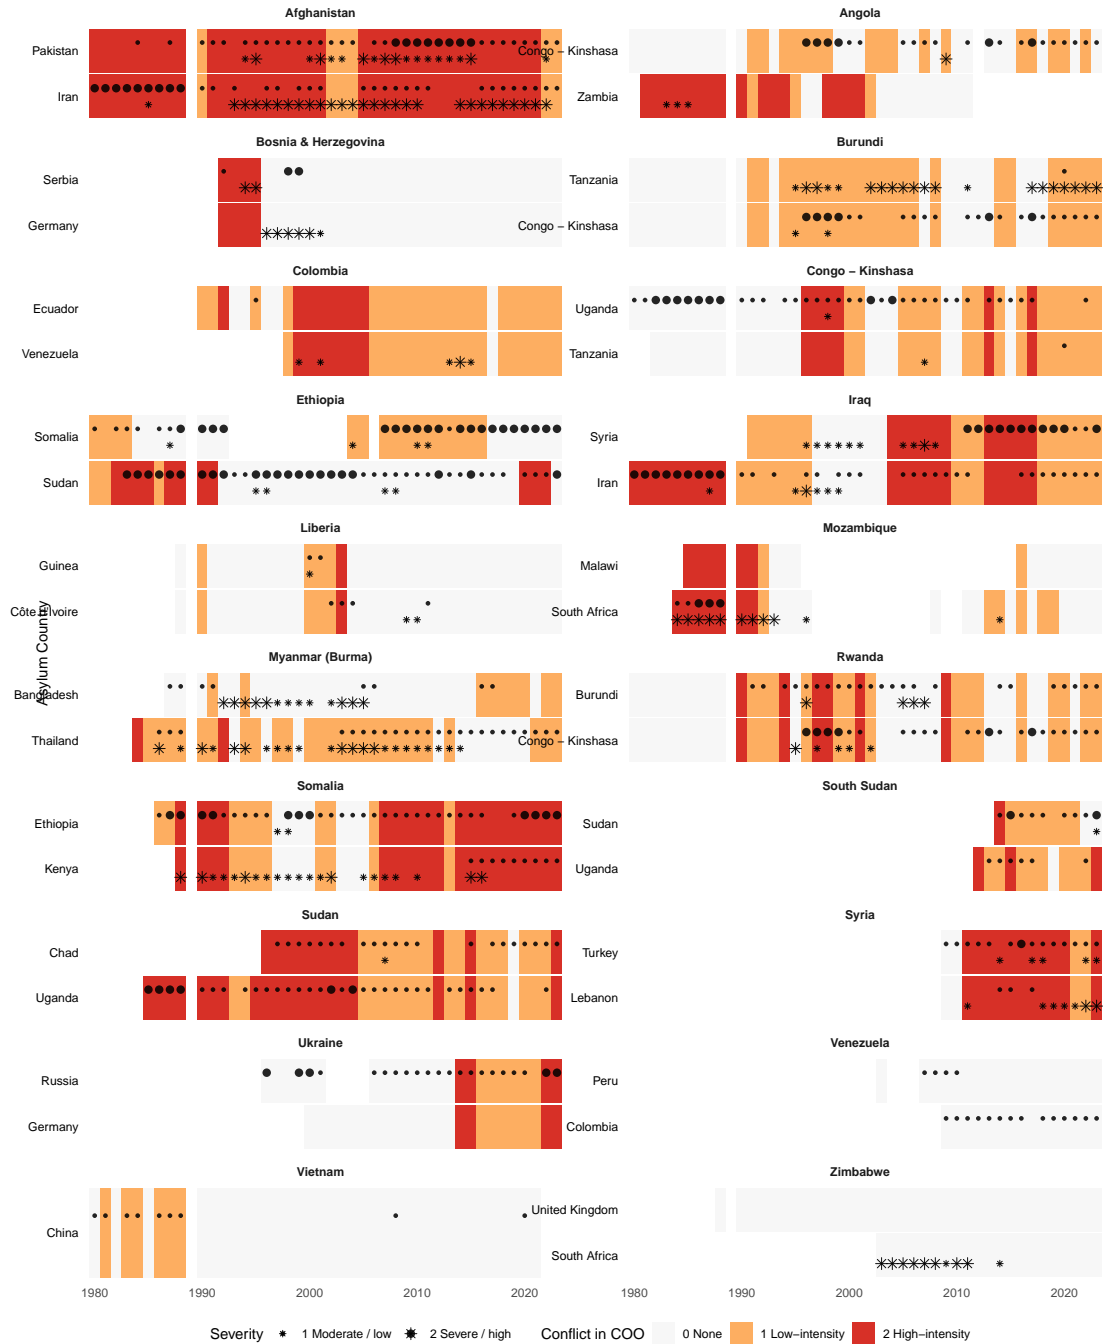 Afghanistan
Angola
Pakistan
Congo – Kinshasa
Iran
Zambia
Bosnia & Herzegovina
Burundi
Serbia
Tanzania
Germany
Congo – Kinshasa
Colombia
Congo – Kinshasa
Ecuador
Uganda
Venezuela
Tanzania
Ethiopia
Iraq
Somalia
Syria
Sudan
Iran
Liberia
Mozambique
Guinea
Malawi
Côte d'Ivoire
South Africa
Asylum Country
Myanmar (Burma)
Rwanda
Bangladesh
Burundi
Thailand
Congo – Kinshasa
Somalia
South Sudan
Ethiopia
Sudan
Kenya
Uganda
Sudan
Syria
Chad
Turkey
Uganda
Lebanon
Ukraine
Venezuela
Russia
Peru
Germany
Colombia
Vietnam
Zimbabwe
China
United Kingdom
South Africa
1980 1990 2000 2010 2020 1980 1990 2000 2010 2020
Severity 1 Moderate / low 2 Severe / high Conflict in COO 0 None 1 Low–intensity 2 High–intensity